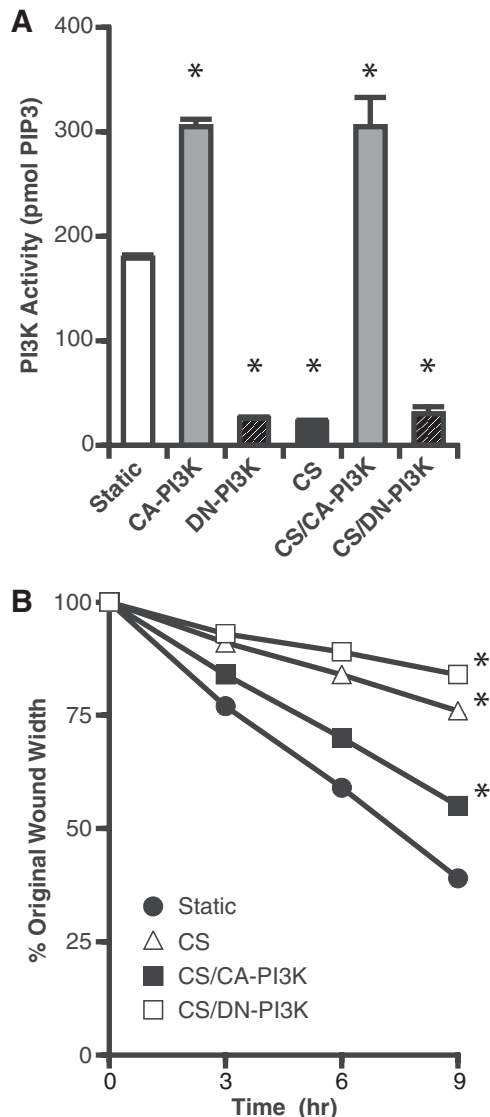 A
PI3K Activity (pmol PIP3)
400
300
200
100
0
*
*
*
*
*
Static
CA-PI3K
DN-PI3K
CS
CS/CA-PI3K
CS/DN-PI3K
B
% Original Wound Width
100
75
50
25
0
*
*
*
Static
CS
CS/CA-PI3K
CS/DN-PI3K
0
3
6
9
Time (hr)